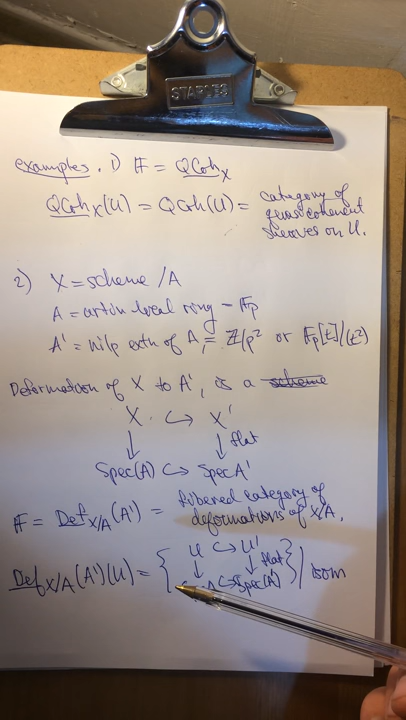 STAPLES
examples. 1) F = QCoh_X
QCoh_X(U) = QCoh(U) = category of
quasicoherent
sheaves on U.
2) X = scheme / A
A = artin local ring = F_p
A' = nilp extn of A, = Z/p^2 or F_p[t]/(t^2)
Deformation of X to A', is a scheme
X ↪ X'
↓ ↓ flat
Spec(A) ↪ Spec A'
F = Def_{X/A}(A') = fibered category of
deformations of X/A.
Def_{X/A}(A')(U) = { U ↪ U'
↓ ↓ flat } / isom
↪ Spec(A)